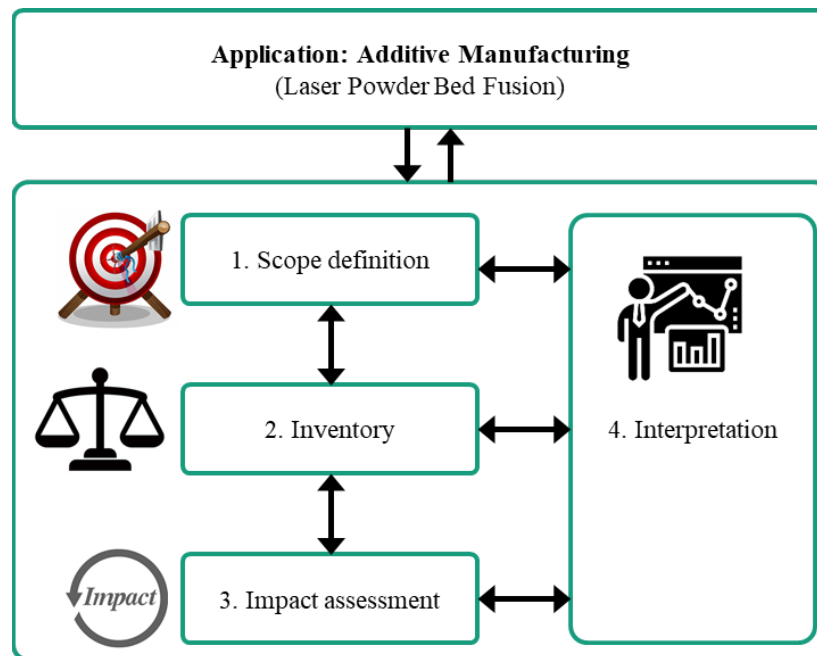 Application: Additive Manufacturing
(Laser Powder Bed Fusion)
1. Scope definition
2. Inventory
4. Interpretation
Impact
3. Impact assessment